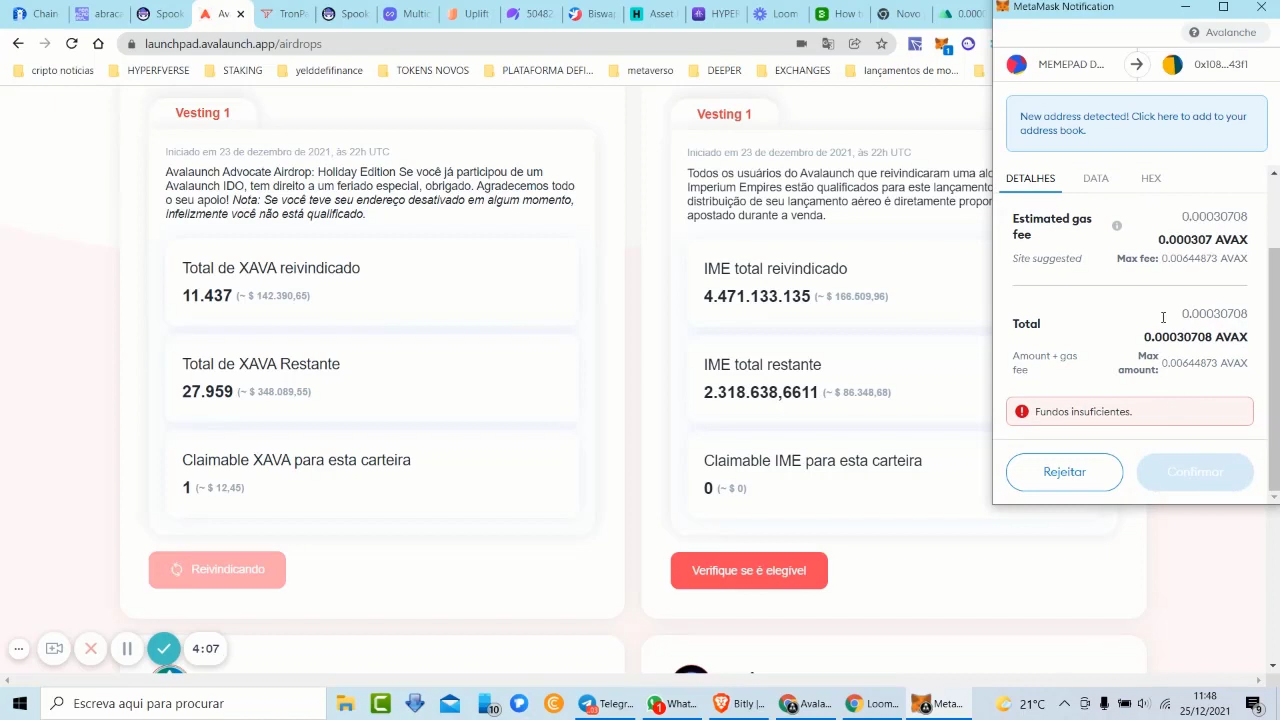 Chain
abrac
Spook
Av
Torro
Spook
Multic
Uplift
50482
Biswa
Asset
HYPEF
Loom
How t
Novo
0.000
launchpad.avalaunch.app/airdrops
cripto noticias
HYPERFVERSE
STAKING
yelddefifinance
TOKENS NOVOS
PLATAFORMA DEFI...
metaverso
DEEPER
EXCHANGES
lançamentos de mo...
MetaMask Notification
Avalanche
MEMEPAD D...
0x108...43f1
New address detected! Click here to add to your
address book.
DETALHES
DATA
HEX
Estimated gas
fee
0.00030708
0.000307 AVAX
Site suggested
Max fee: 0.00644873 AVAX
Total
0.00030708
0.00030708 AVAX
Amount + gas
fee
Max
amount: 0.00644873 AVAX
Fundos insuficientes.
Rejeitar
Confirmar
Vesting 1
Iniciado em 23 de dezembro de 2021, às 22h UTC
Avalaunch Advocate Airdrop: Holiday Edition Se você já participou de um
Avalaunch IDO, tem direito a um feriado especial, obrigado. Agradecemos todo
o seu apoio! Nota: Se você teve seu endereço desativado em algum momento,
infelizmente você não está qualificado.
Total de XAVA reivindicado
11.437 (~ $ 142.390,65)
Total de XAVA Restante
27.959 (~ $ 348.089,55)
Claimable XAVA para esta carteira
1 (~ $ 12,45)
Reivindicando
Vesting 1
Iniciado em 23 de dezembro de 2021, às 22h UTC
Todos os usuários do Avalaunch que reivindicaram uma alo
Imperium Empires estão qualificados para este lançamento
distribuição de seu lançamento aéreo é diretamente propor
apostado durante a venda.
IME total reivindicado
4.471.133.135 (~ $ 166.509,96)
IME total restante
2.318.638,6611 (~ $ 86.348,68)
Claimable IME para esta carteira
0 (~ $ 0)
Verifique se é elegível
4:07
Escreva aqui para procurar
10
Telegr...
What...
Bitly |...
Avala...
Loom...
Meta...
21°C
11:48
25/12/2021